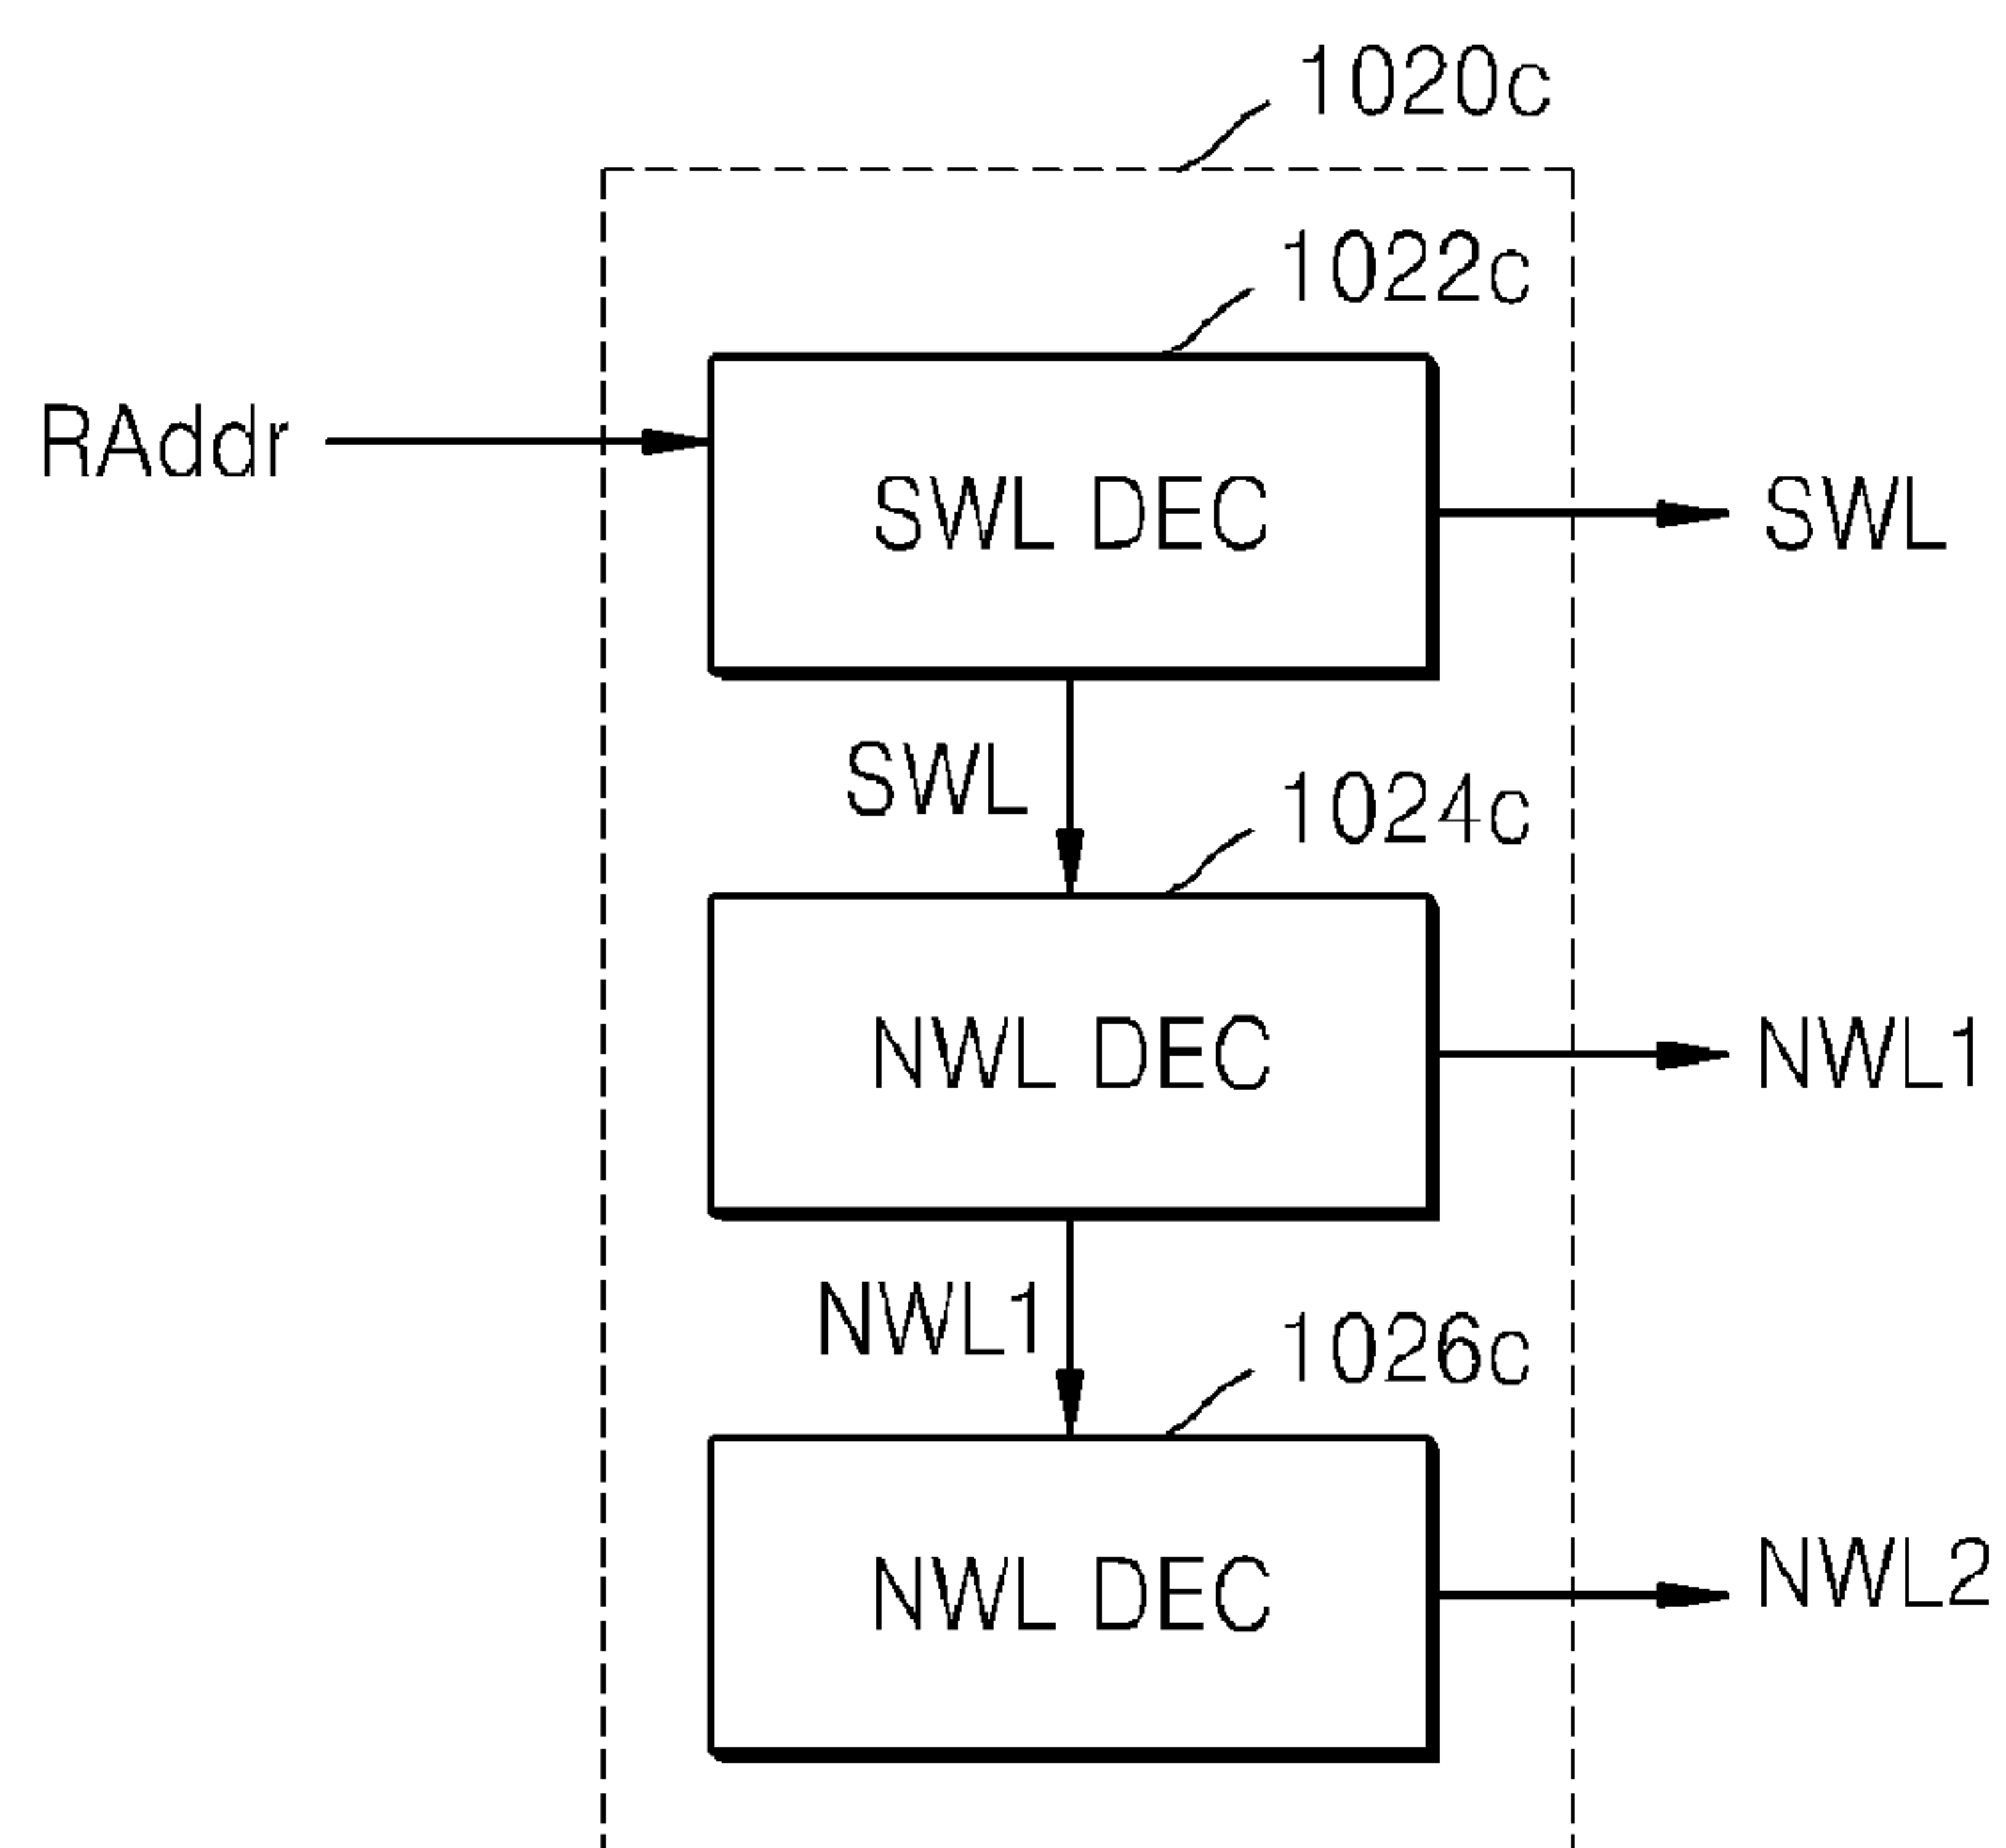 1020c
1022c
RAddr
SWL DEC
SWL
SWL
1024c
NWL DEC
NWL1
NWL1
1026c
NWL DEC
NWL2